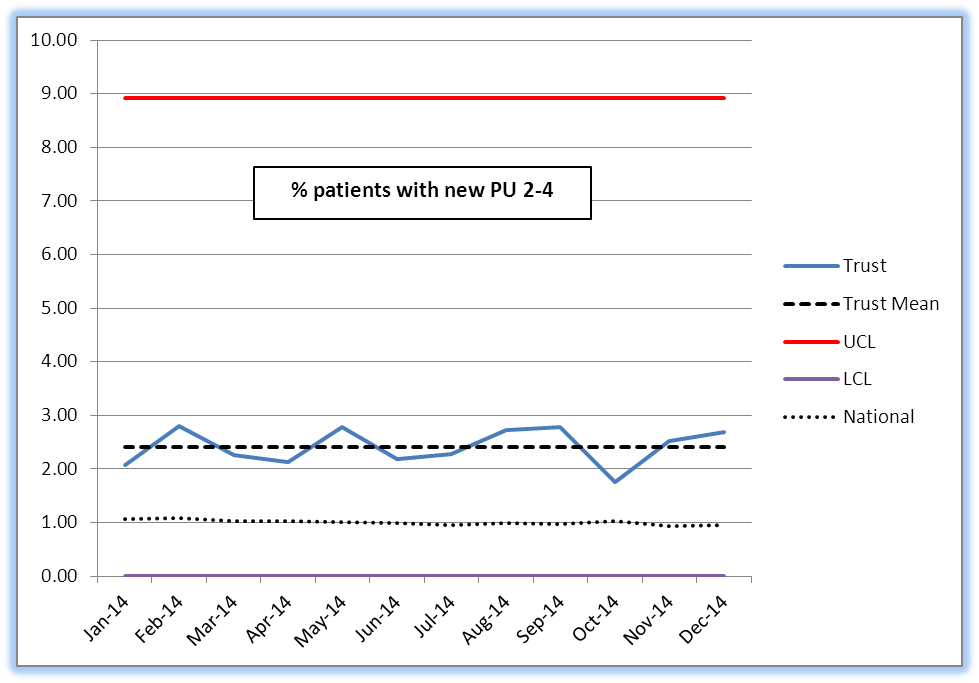 10.00
9.00
8.00
7.00
6.00
5.00
4.00
3.00
2.00
1.00
0.00
% patients with new PU 2-4
Jan-14
Feb-14
Mar-14
Apr-14
May-14
Jun-14
Jul-14
Aug-14
Sep-14
Oct-14
Nov-14
Dec-14
Trust
Trust Mean
UCL
LCL
National